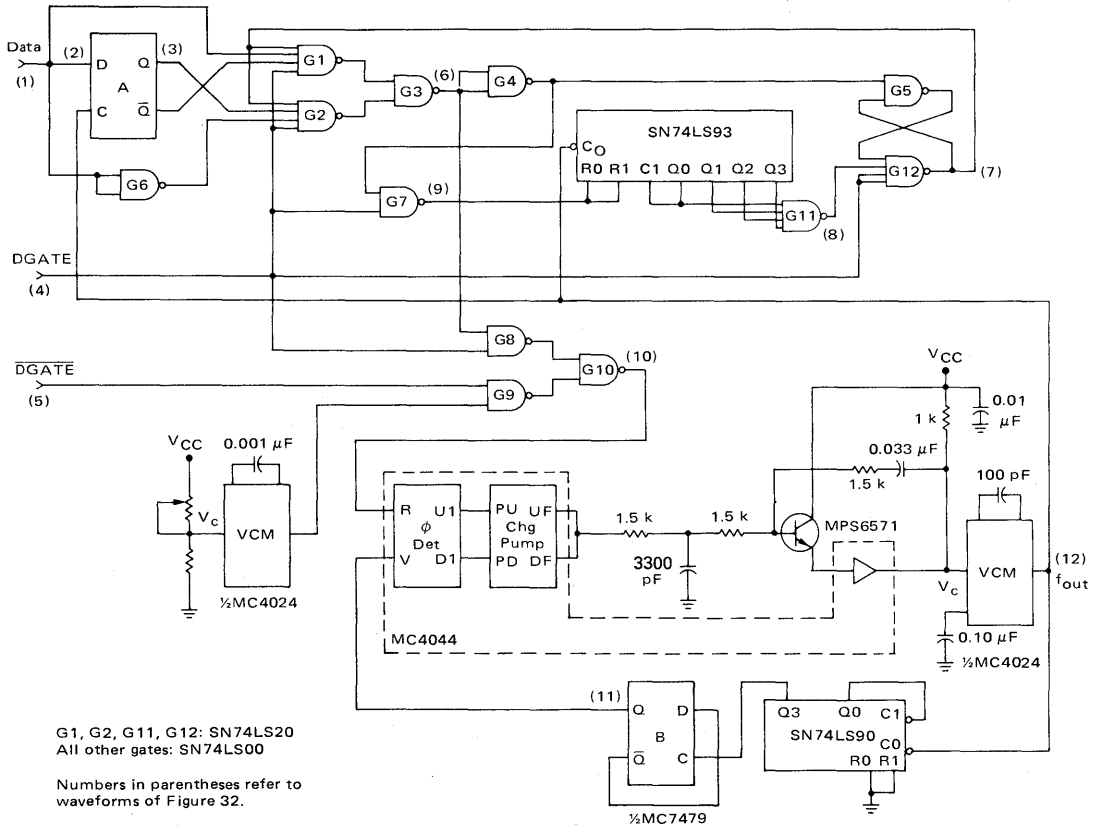 Data
(1)
(2)
(3)
D Q
A
C Q̅
G1
G2
G3
(6)
G4
G5
G6
G7
(9)
SN74LS93
C0
R0 R1 C1 Q0 Q1 Q2 Q3
G11
(8)
G12
(7)
DGATE
(4)
D̅G̅A̅T̅E̅
(5)
G8
G9
G10
(10)
VCC
0.001 µF
VC
VCM
½MC4024
R U1
ϕ
Det
V D1
PU UF
Chg
Pump
PD DF
MC4044
1.5 k
3300
pF
1.5 k
MPS6571
VCC
1 k
0.01
µF
0.033 µF
1.5 k
100 pF
VC
VCM
(12)
fout
0.10 µF
½MC4024
(11)
Q D
B
Q̅ C
½MC7479
Q3 Q0 C1
SN74LS90
C0
R0 R1
G1, G2, G11, G12: SN74LS20
All other gates: SN74LS00
Numbers in parentheses refer to
waveforms of Figure 32.